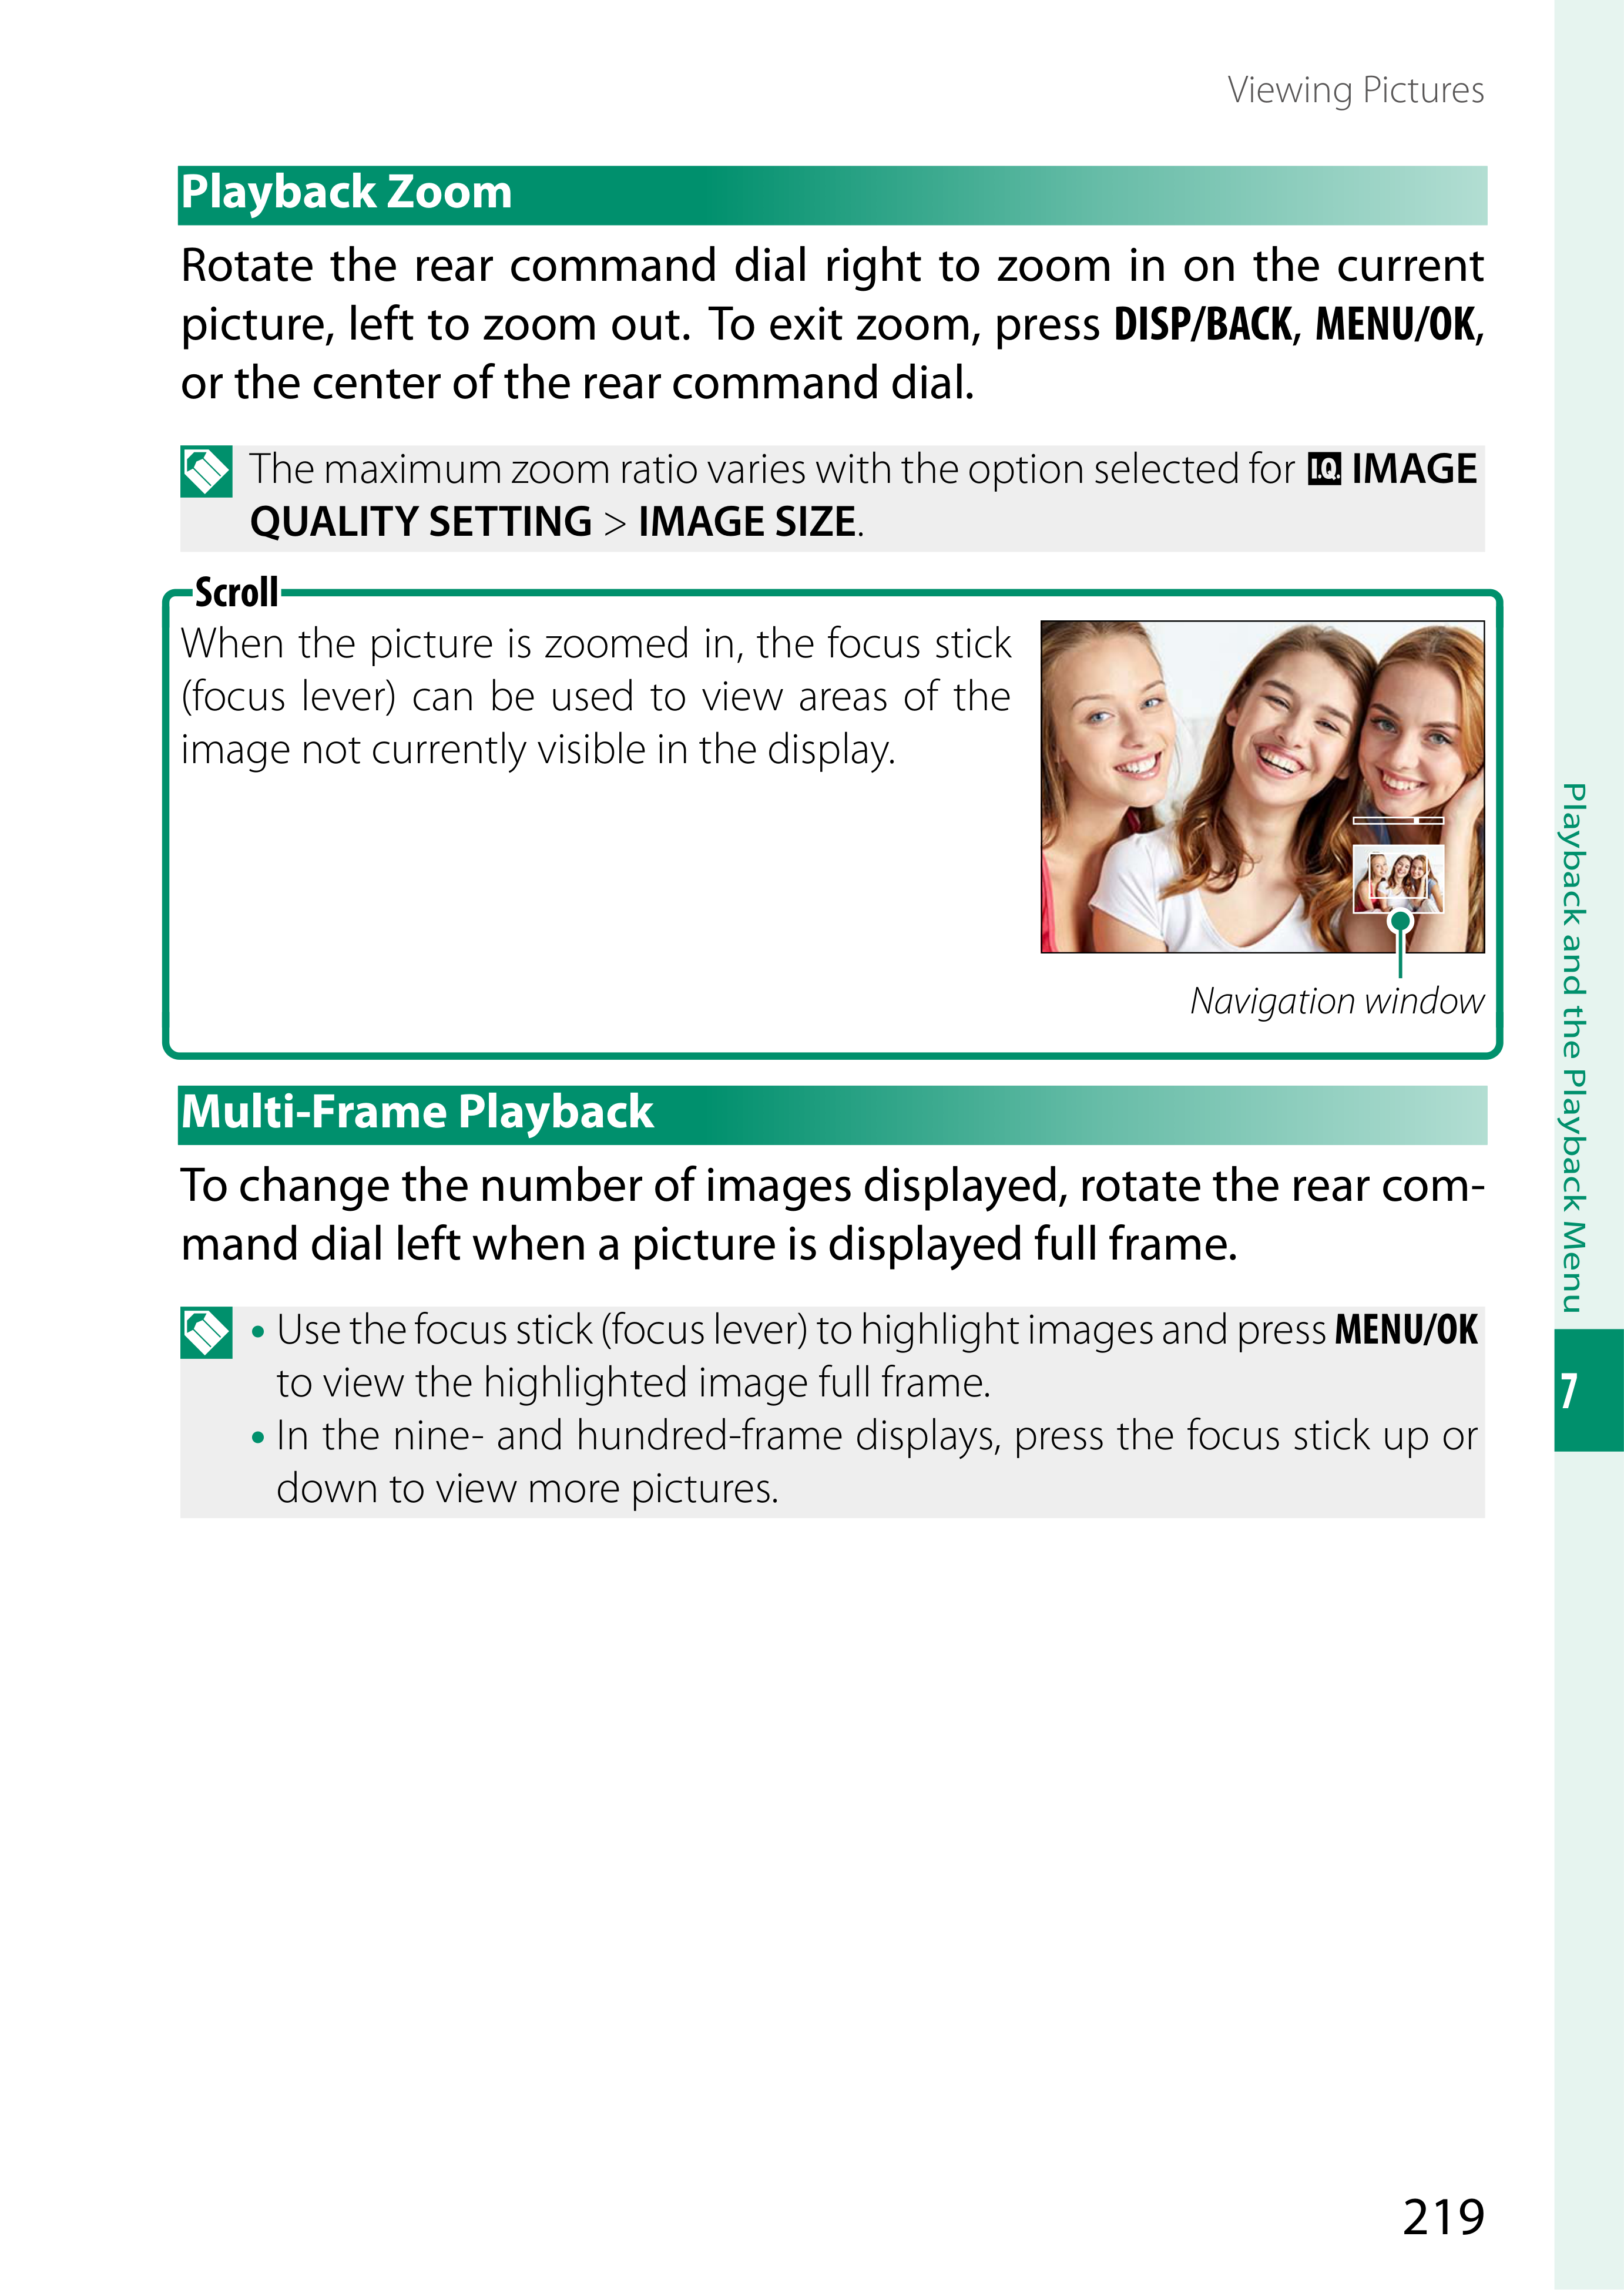 Viewing Pictures
Playback Zoom
Rotate the rear command dial right to zoom in on the current
picture, left to zoom out. To exit zoom, press DISP/BACK, MENU/OK,
or the center of the rear command dial.
The maximum zoom ratio varies with the option selected for I.Q. IMAGE
QUALITY SETTING > IMAGE SIZE.
Scroll
When the picture is zoomed in, the focus stick
(focus lever) can be used to view areas of the
image not currently visible in the display.
Navigation window
Multi-Frame Playback
To change the number of images displayed, rotate the rear com-
mand dial left when a picture is displayed full frame.
• Use the focus stick (focus lever) to highlight images and press MENU/OK
to view the highlighted image full frame.
• In the nine- and hundred-frame displays, press the focus stick up or
down to view more pictures.
Playback and the Playback Menu
7
219